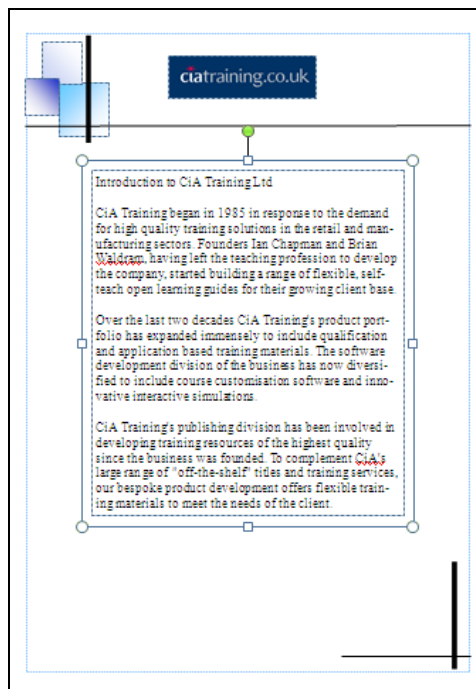 ciatraining.co.uk
Introduction to CiA Training Ltd
CiA Training began in 1985 in response to the demand
for high quality training solutions in the retail and man-
ufacturing sectors. Founders Ian Chapman and Brian
Waldram, having left the teaching profession to develop
the company, started building a range of flexible, self-
teach open learning guides for their growing client base.
Over the last two decades CiA Training's product port-
folio has expanded immensely to include qualification
and application based training materials. The software
development division of the business has now diversi-
fied to include course customisation software and inno-
vative interactive simulations.
CiA Training's publishing division has been involved in
developing training resources of the highest quality
since the business was founded. To complement CiA's
large range of "off-the-shelf" titles and training services,
our bespoke product development offers flexible train-
ing materials to meet the needs of the client.